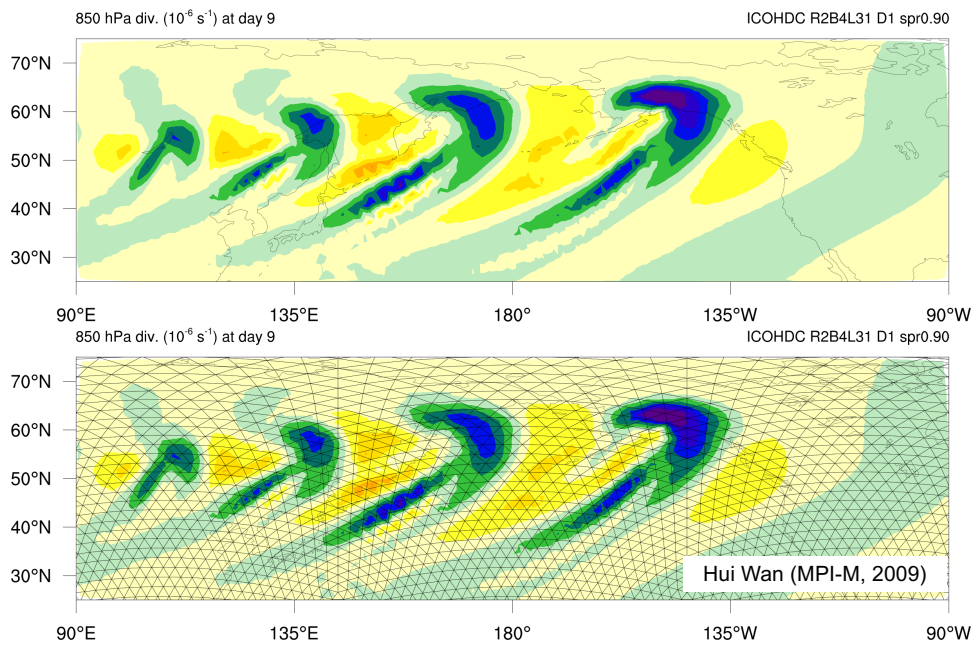 850 hPa div. (10⁻⁶ s⁻¹) at day 9 ICOHDC R2B4L31 D1 spr0.90
70°N
60°N
50°N
40°N
30°N
90°E 135°E 180° 135°W 90°W
850 hPa div. (10⁻⁶ s⁻¹) at day 9 ICOHDC R2B4L31 D1 spr0.90
70°N
60°N
50°N
40°N
30°N
Hui Wan (MPI-M, 2009)
90°E 135°E 180° 135°W 90°W